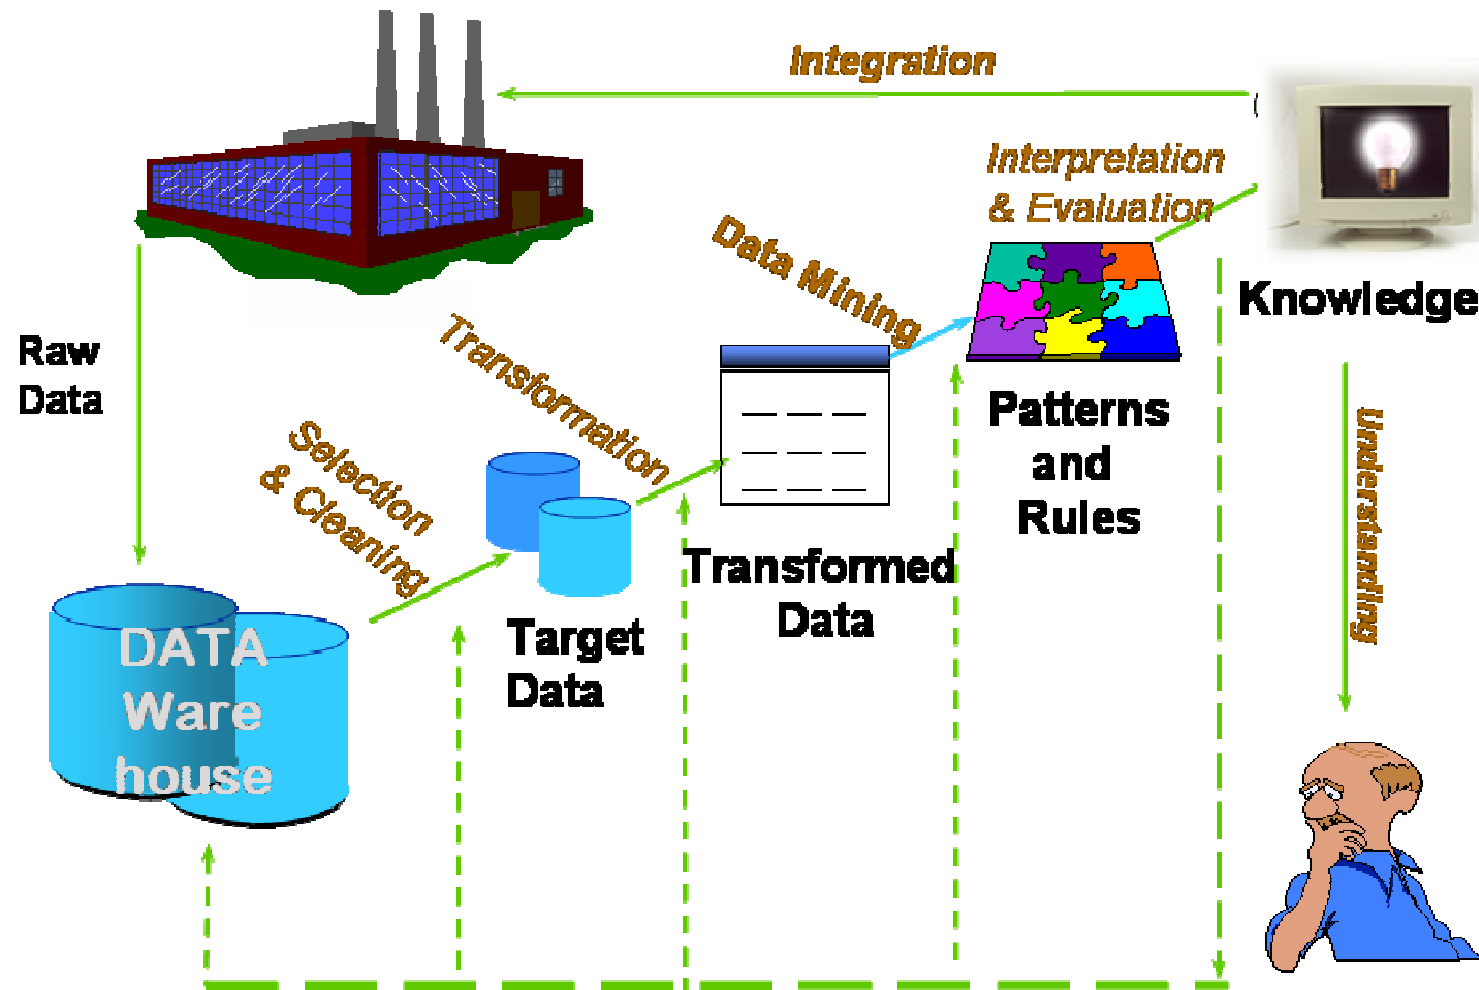 Integration
Interpretation
& Evaluation
Data Mining
Knowledge
Raw
Data
Transformation
Selection
& Cleaning
Patterns
and
Rules
Understanding
Transformed
Data
Target
Data
DATA
Ware
house